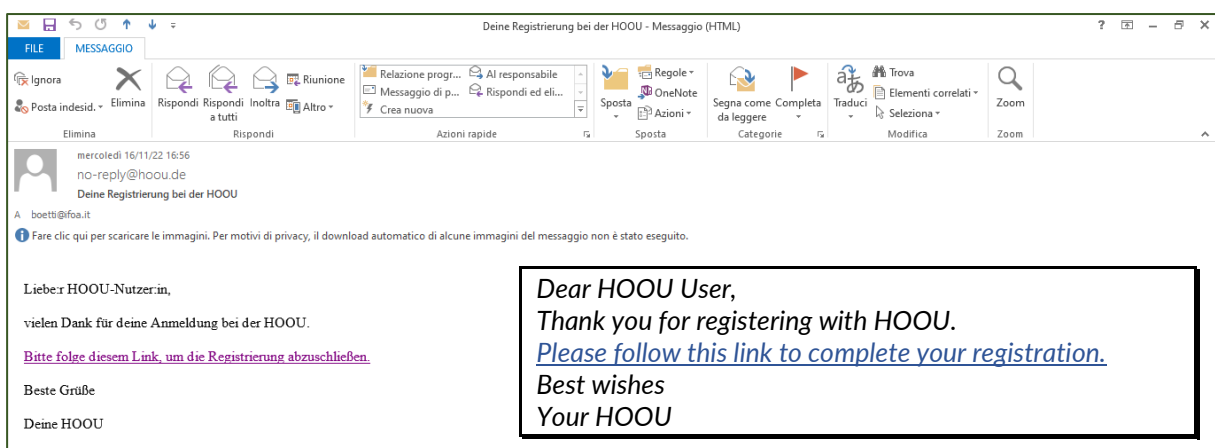 Deine Registrierung bei der HOOU - Messaggio (HTML)
FILE
MESSAGGIO
Ignora
Posta indesid.
Elimina
Elimina
Rispondi
Rispondi a tutti
Inoltra
Riunione
Altro
Rispondi
Relazione progr...
Messaggio di p...
Crea nuova
Al responsabile
Rispondi ed eli...
Azioni rapide
Sposta
Regole
OneNote
Azioni
Sposta
Segna come da leggere
Completa
Categorie
Traduci
Trova
Elementi correlati
Seleziona
Modifica
Zoom
Zoom
mercoledì 16/11/22 16:56
no-reply@hoou.de
Deine Registrierung bei der HOOU
A boetti@ifoa.it
Fare clic qui per scaricare le immagini. Per motivi di privacy, il download automatico di alcune immagini del messaggio non è stato eseguito.
Liebe:r HOOU-Nutzer:in,
vielen Dank für deine Anmeldung bei der HOOU.
Bitte folge diesem Link, um die Registrierung abzuschließen.
Beste Grüße
Deine HOOU
Dear HOOU User,
Thank you for registering with HOOU.
Please follow this link to complete your registration.
Best wishes
Your HOOU